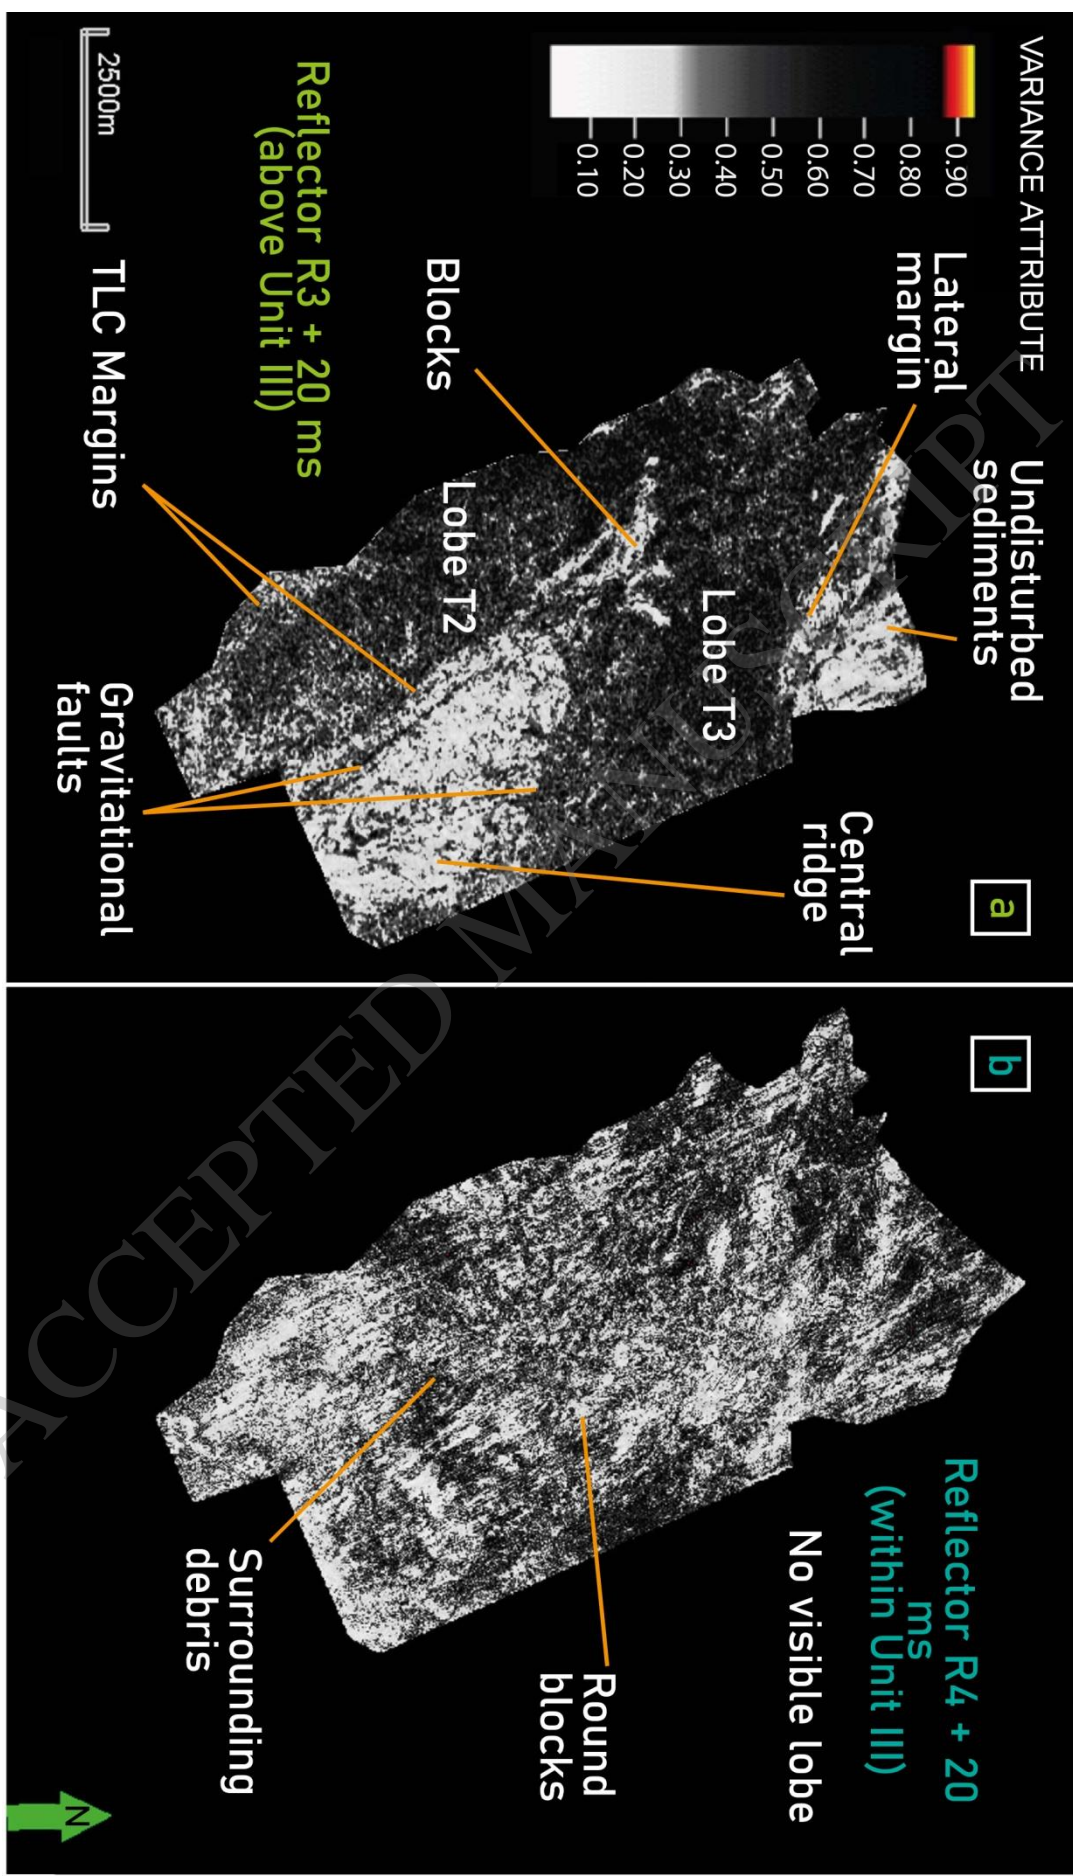 VARIANCE ATTRIBUTE
0.10
0.20
0.30
0.40
0.50
0.60
0.70
0.80
0.90
2500m
Reflector R3 + 20 ms
(above Unit III)
a
Lateral
margin
Undisturbed
sediments
Central
ridge
Blocks
Lobe T2
Lobe T3
TLC Margins
Gravitational
faults
b
Reflector R4 + 20
ms
(within Unit III)
No visible lobe
Round
blocks
Surrounding
debris
N
ACCEPTED MANUSCRIPT